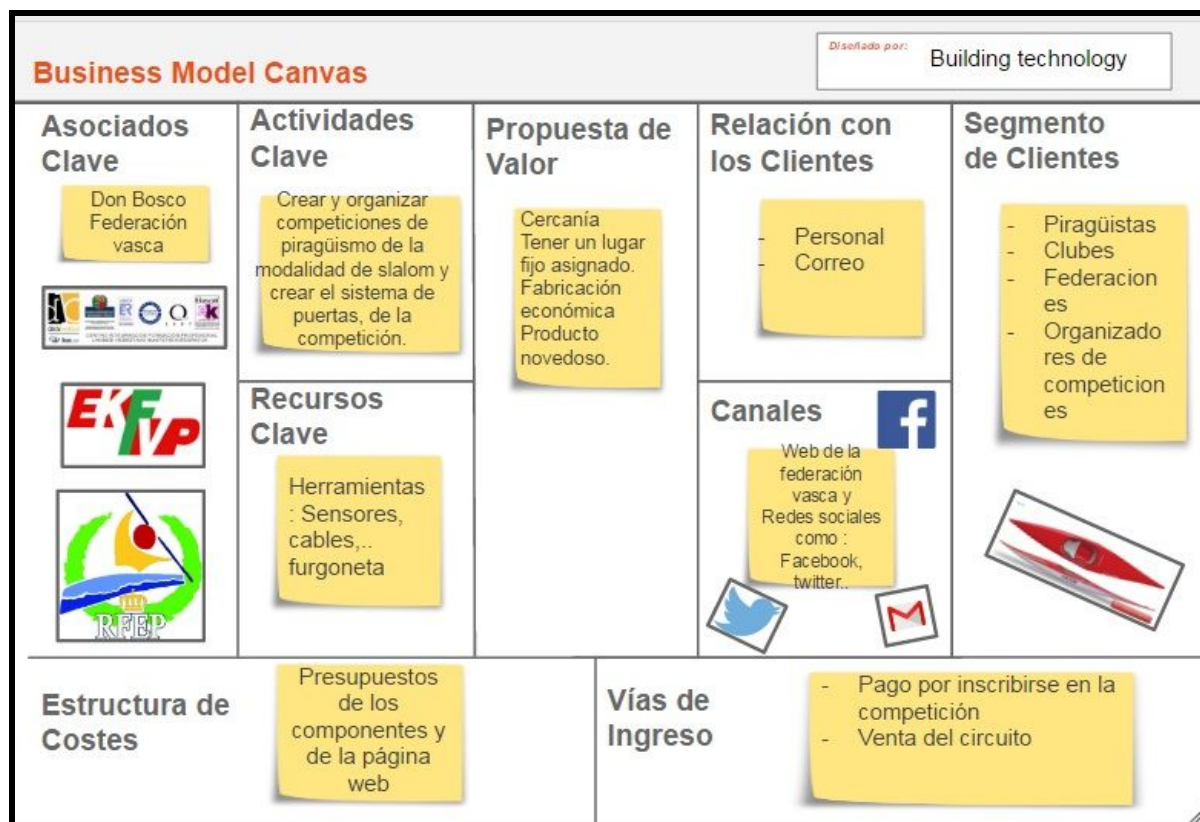 Diseñado por:
Building technology
Business Model Canvas
Asociados
Clave
Don Bosco
Federación
vasca
EKFVP
RFEP
Actividades
Clave
Crear y organizar
competiciones de
piragüismo de la
modalidad de slalom y
crear el sistema de
puertas, de la
competición.
Recursos
Clave
Herramientas
: Sensores,
cables,..
furgoneta
Propuesta de
Valor
Cercanía
Tener un lugar
fijo asignado.
Fabricación
económica
Producto
novedoso.
Relación con
los Clientes
- Personal
- Correo
Canales
Web de la
federación
vasca y
Redes sociales
como :
Facebook,
twitter..
Segmento
de Clientes
- Piragüistas
- Clubes
- Federacion
es
- Organizado
res de
competicion
es
Estructura de
Costes
Presupuestos
de los
componentes y
de la página
web
Vías de
Ingreso
- Pago por inscribirse en la
competición
- Venta del circuito